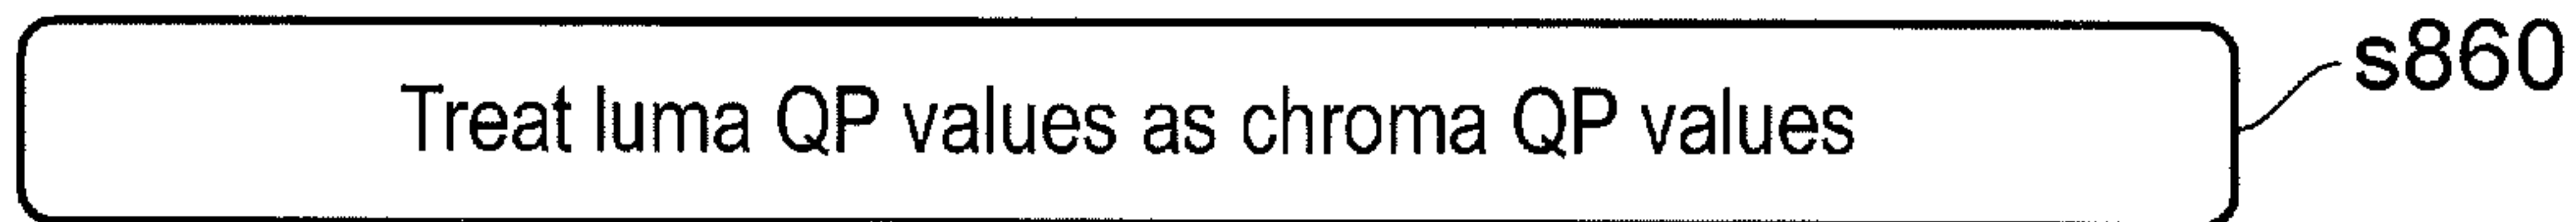 s860
Treat luma QP values as chroma QP values